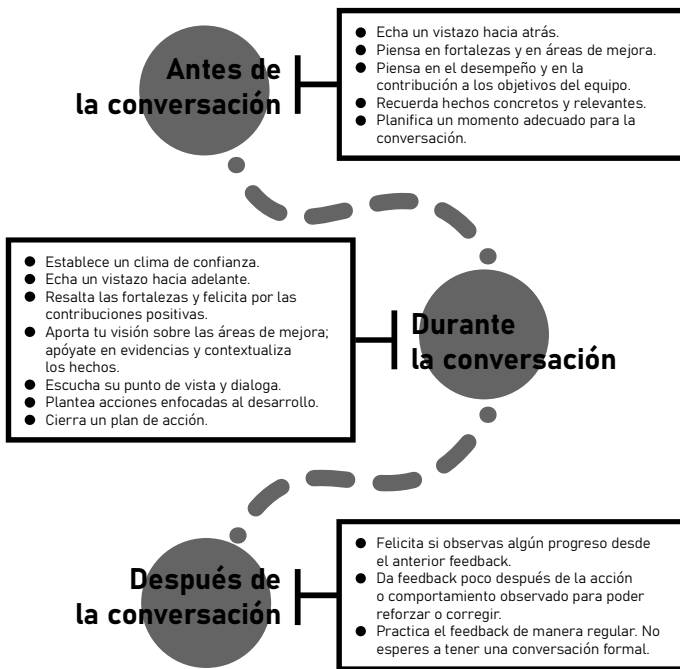 Antes de
la conversación
● Echa un vistazo hacia atrás.
● Piensa en fortalezas y en áreas de mejora.
● Piensa en el desempeño y en la
contribución a los objetivos del equipo.
● Recuerda hechos concretos y relevantes.
● Planifica un momento adecuado para la
conversación.
● Establece un clima de confianza.
● Echa un vistazo hacia adelante.
● Resalta las fortalezas y felicita por las
contribuciones positivas.
● Aporta tu visión sobre las áreas de mejora;
apóyate en evidencias y contextualiza
los hechos.
● Escucha su punto de vista y dialoga.
● Plantea acciones enfocadas al desarrollo.
● Cierra un plan de acción.
Durante
la conversación
Después de
la conversación
● Felicita si observas algún progreso desde
el anterior feedback.
● Da feedback poco después de la acción
o comportamiento observado para poder
reforzar o corregir.
● Practica el feedback de manera regular. No
esperes a tener una conversación formal.